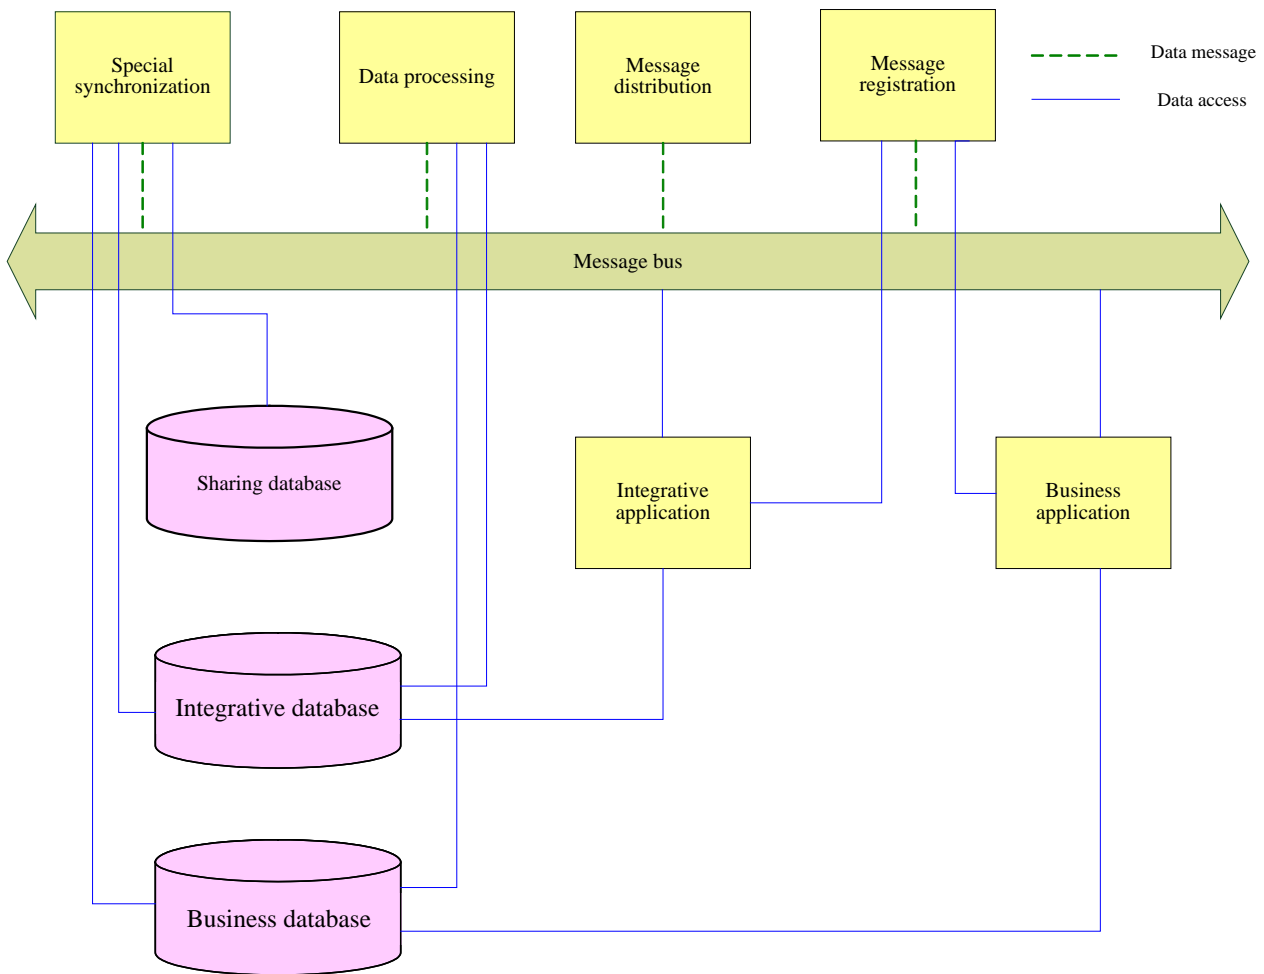 Special
synchronization
Data processing
Message
distribution
Message
registration
Data message
Data access
Message bus
Sharing database
Integrative
application
Business
application
Integrative database
Business database